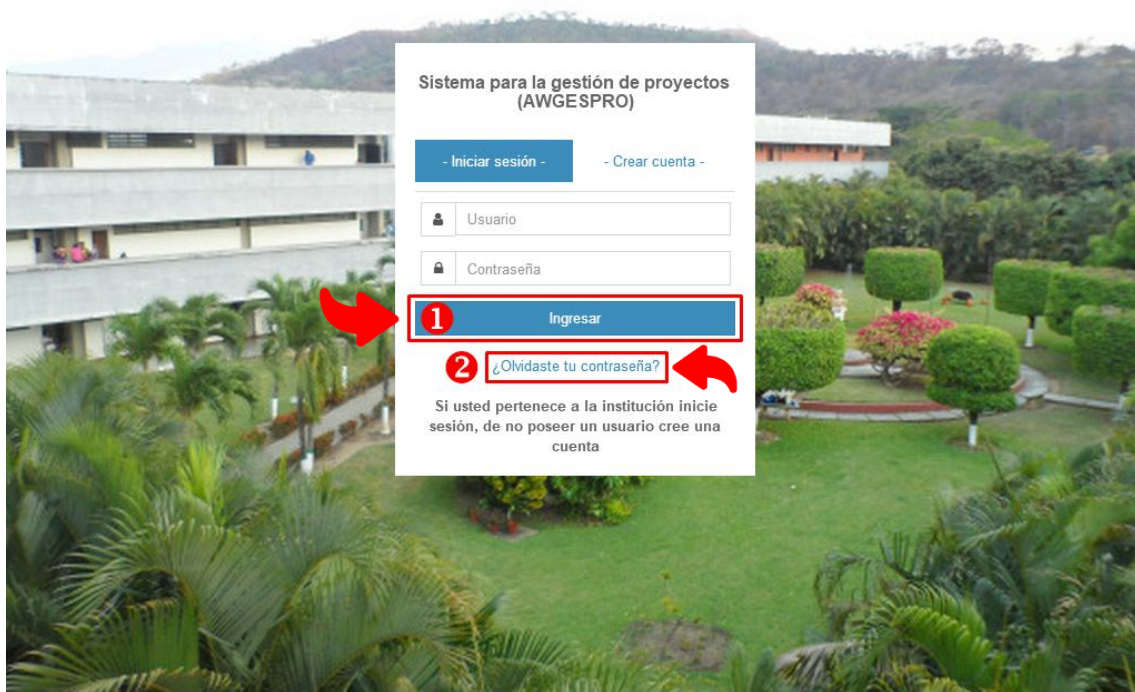 Sistema para la gestión de proyectos
(AWGESPRO)
- Iniciar sesión -
- Crear cuenta -
Usuario
Contraseña
1
Ingresar
2
¿Olvidaste tu contraseña?
Si usted pertenece a la institución inicie
sesión, de no poseer un usuario cree una
cuenta